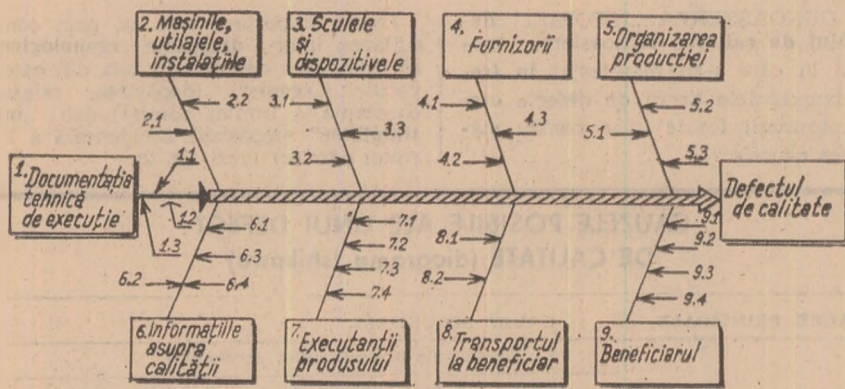 2. Mașinile,
utilajele,
instalațiile
3. Sculele
și
dispozitivele
4.
Furnizorii
5. Organizarea
producției
2.2
2.1
3.1
3.3
3.2
4.1
4.3
4.2
5.2
5.1
5.3
1. Documentația
tehnică
de execuție
1.1
1.2
1.3
Defectul
de calitate
6.1
6.3
6.2
6.4
7.1
7.2
7.3
7.4
8.1
8.2
9.1
9.2
9.3
9.4
6. Informațiile
asupra
calității
7. Executanții
produsului
8. Transportul
la beneficiar
9.
Beneficiarul